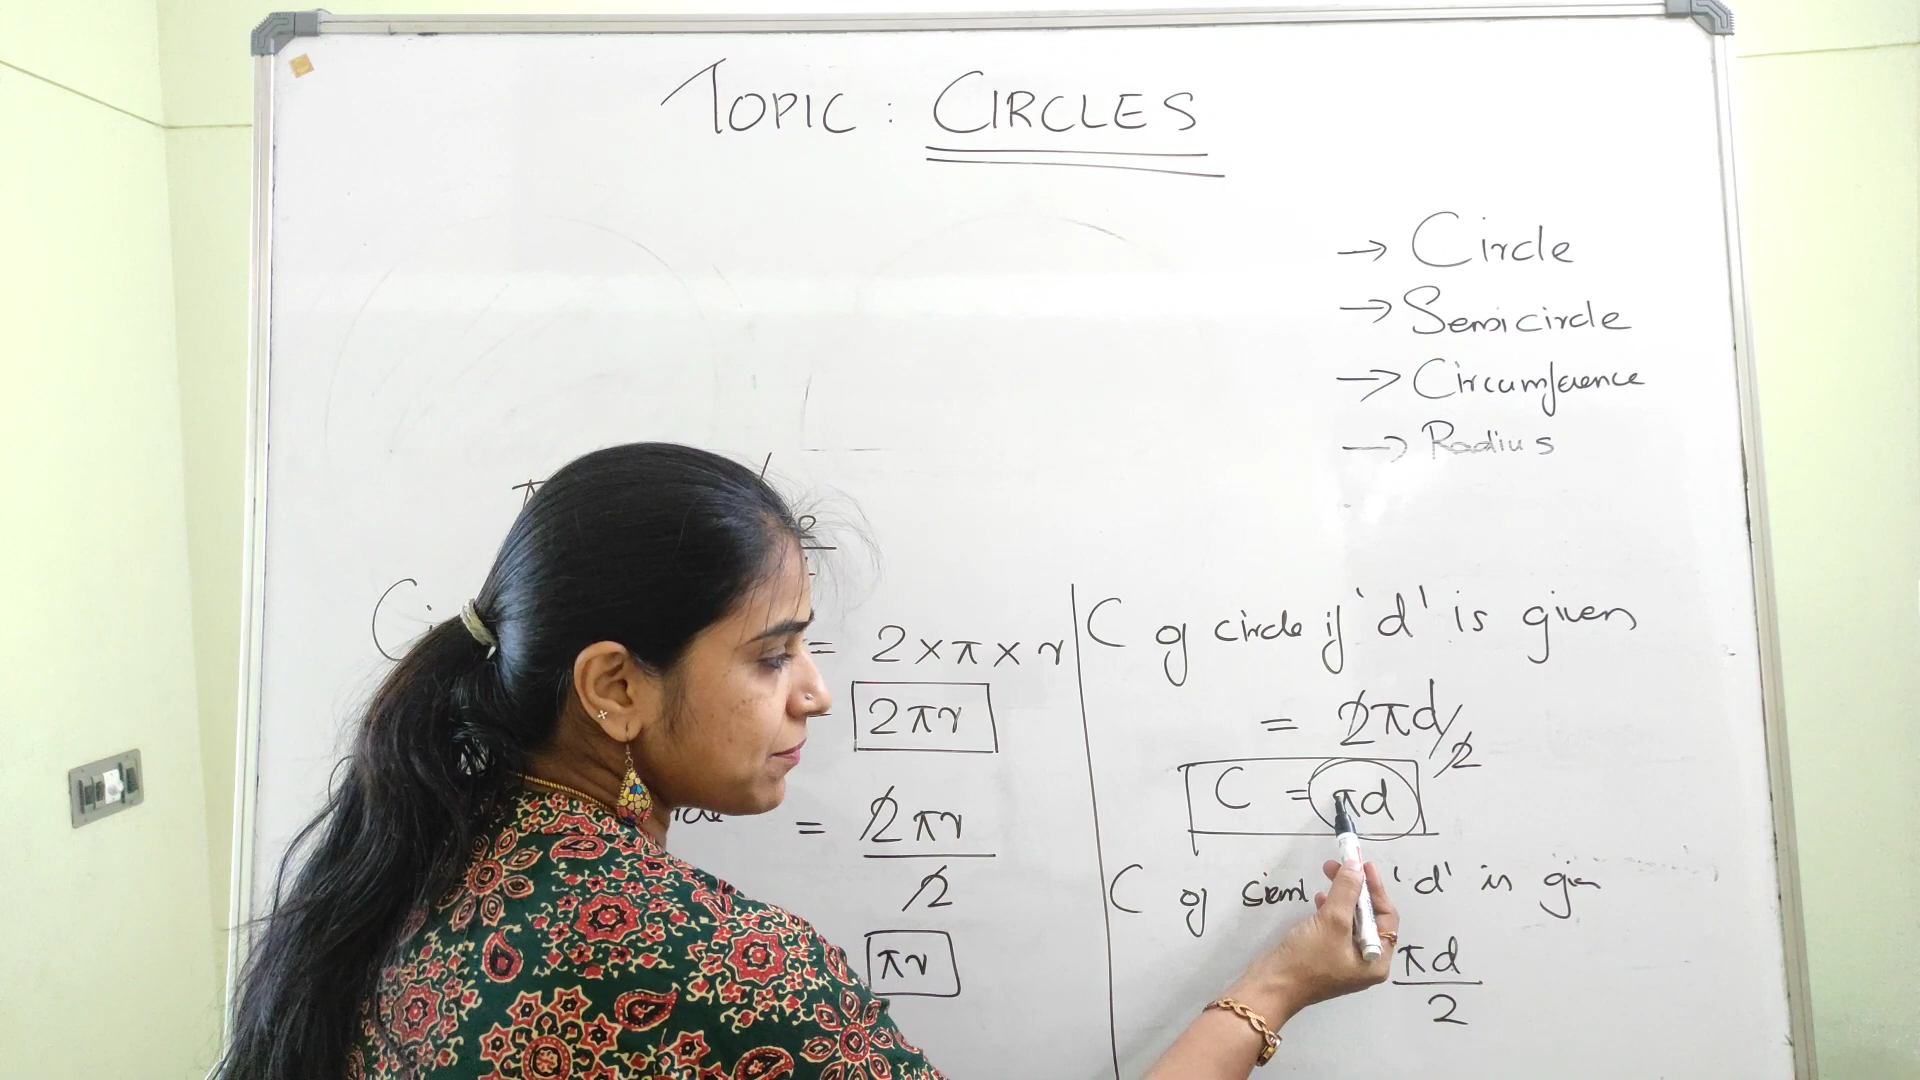 TOPIC : CIRCLES
→ Circle
→ Semicircle
→ Circumference
→ Radius
= 2 × π × r
2πr
= 2πr
2
πr
C of circle if 'd' is given
= 2πd/2
C = πd
C of semi 'd' is given
πd
2